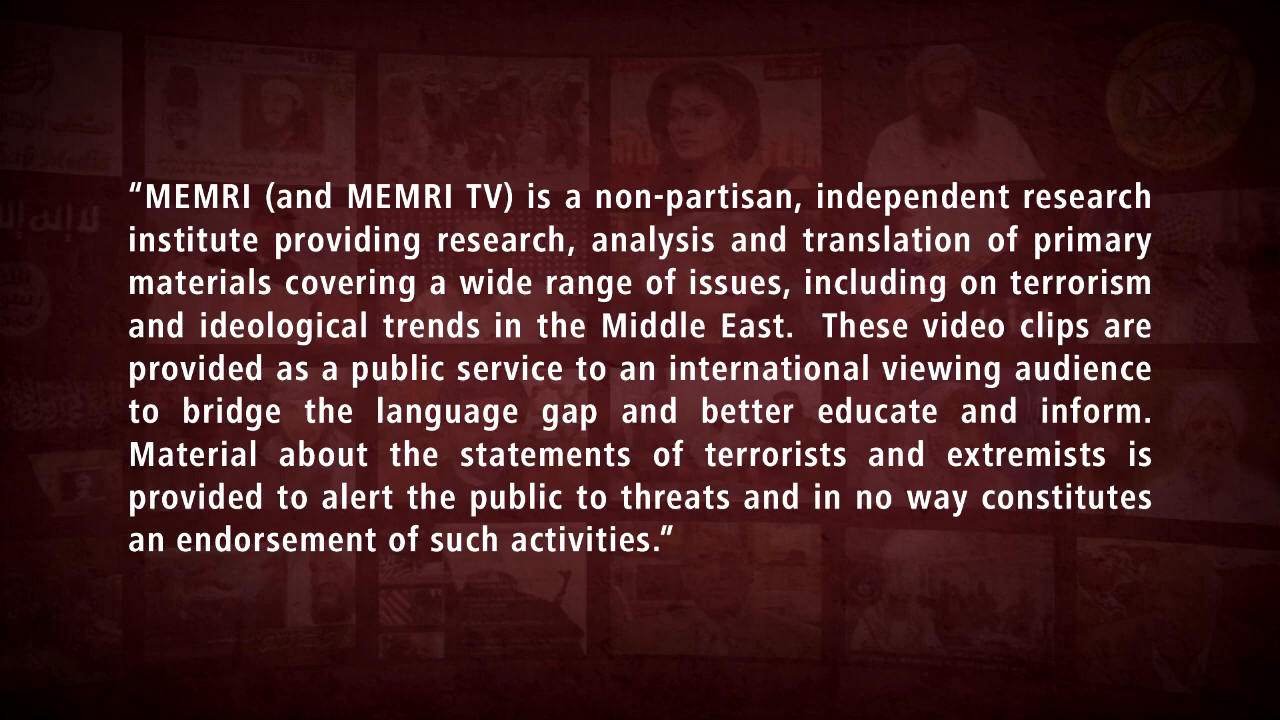 “MEMRI (and MEMRI TV) is a non-partisan, independent research
institute providing research, analysis and translation of primary
materials covering a wide range of issues, including on terrorism
and ideological trends in the Middle East.  These video clips are
provided as a public service to an international viewing audience
to bridge the language gap and better educate and inform.
Material about the statements of terrorists and extremists is
provided to alert the public to threats and in no way constitutes
an endorsement of such activities.”